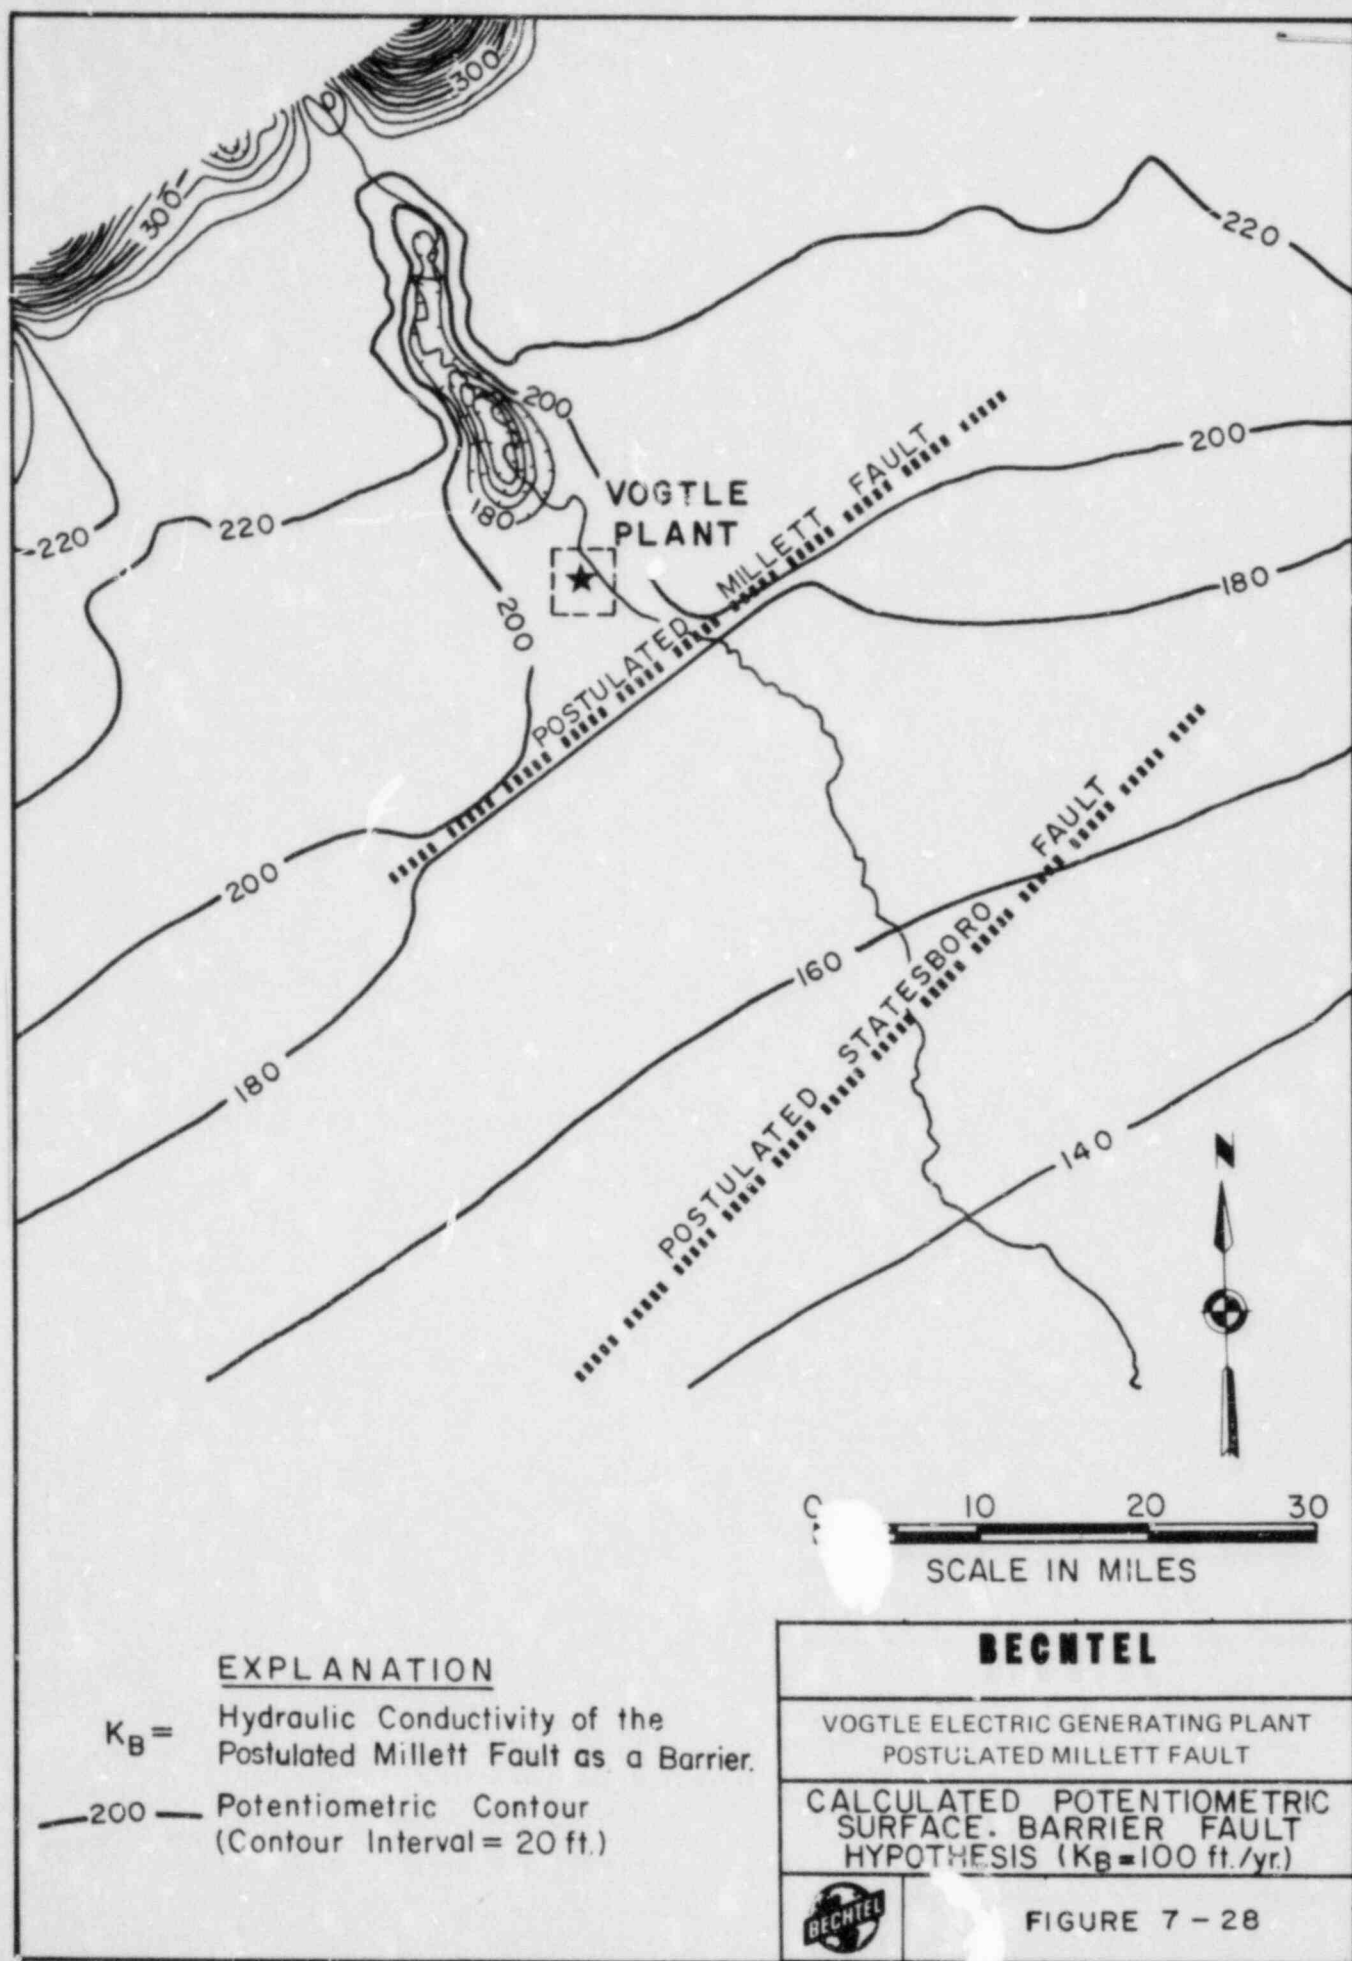 300
300
220
200
200
180
VOGTLE
PLANT
POSTULATED MILLETT FAULT
220
220
200
180
200
180
160
POSTULATED STATESBORO FAULT
140
N
0 10 20 30
SCALE IN MILES
EXPLANATION
KB = Hydraulic Conductivity of the
Postulated Millett Fault as a Barrier.
200 Potentiometric Contour
(Contour Interval = 20 ft.)
BECHTEL
VOGTLE ELECTRIC GENERATING PLANT
POSTULATED MILLETT FAULT
CALCULATED POTENTIOMETRIC
SURFACE. BARRIER FAULT
HYPOTHESIS (KB = 100 ft./yr.)
BECHTEL
FIGURE 7 - 28